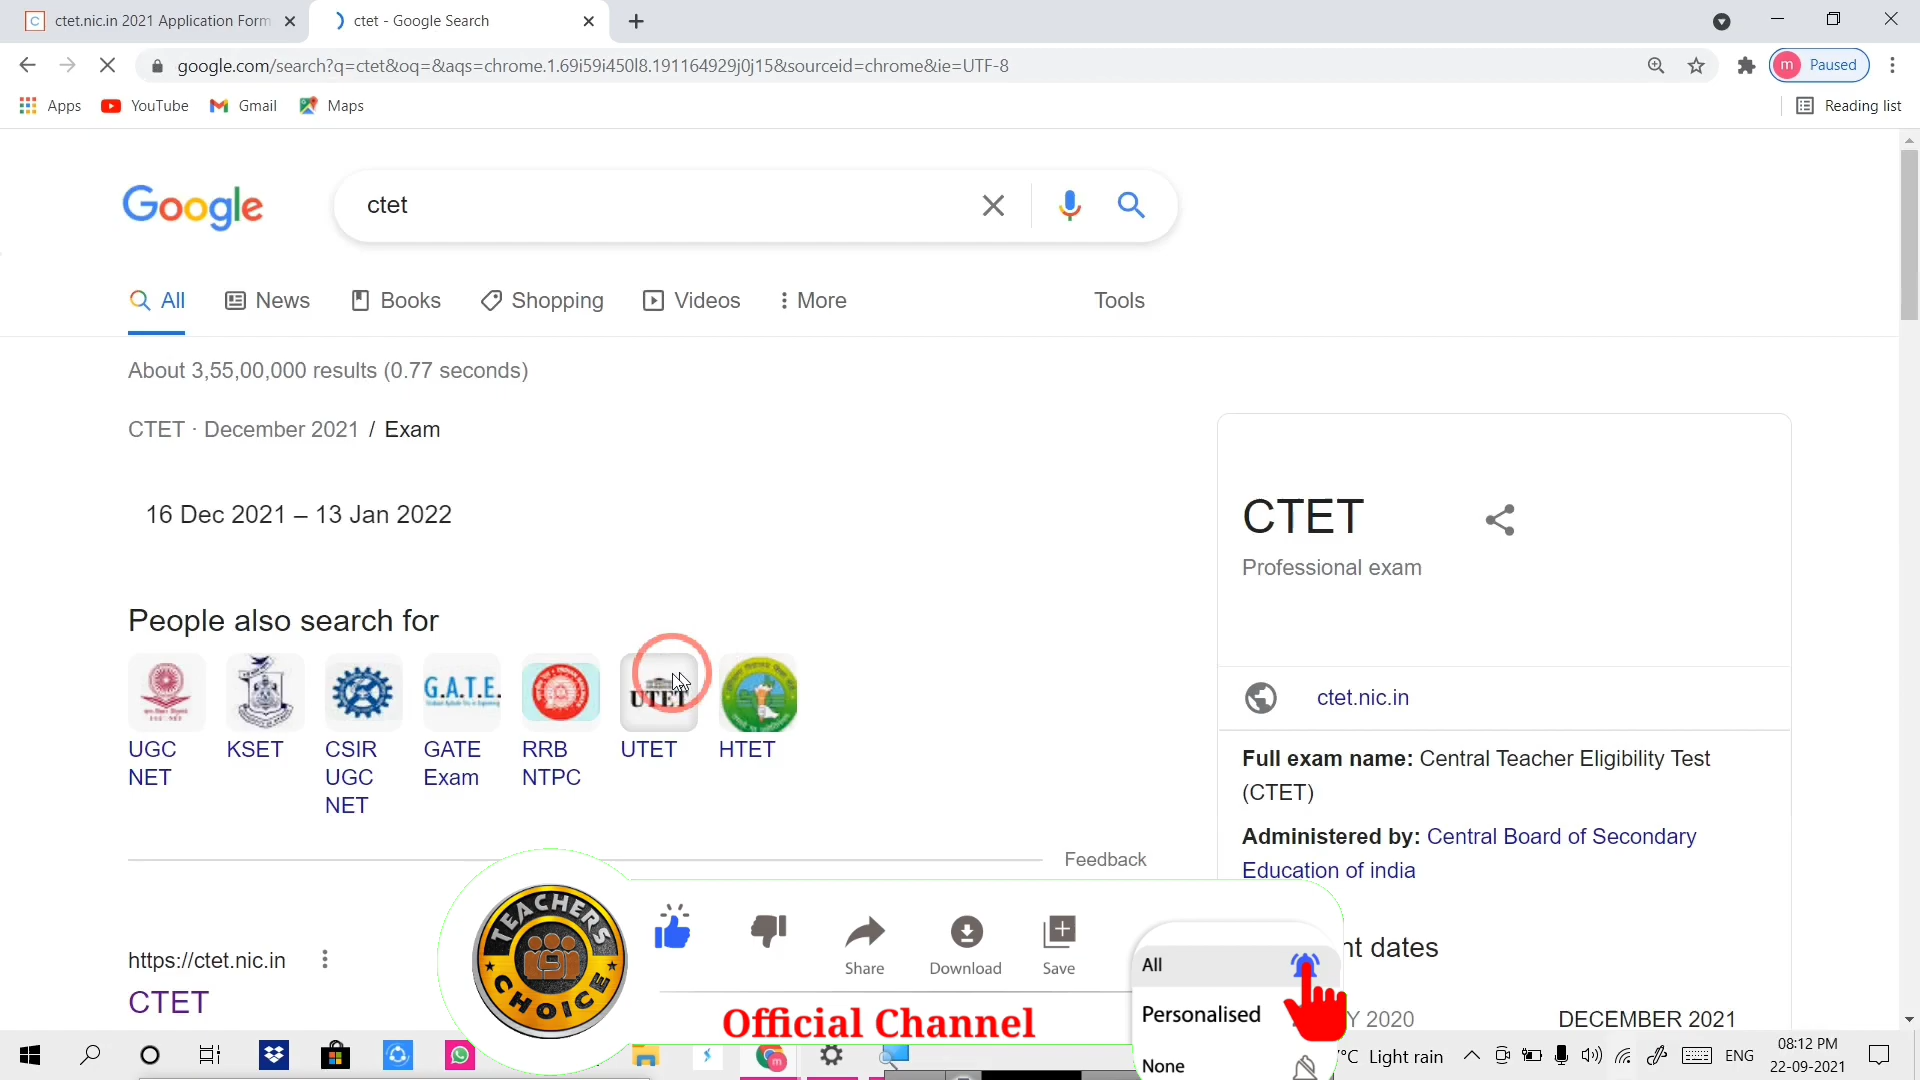 ctet.nic.in 2021 Application Form
ctet - Google Search
google.com/search?q=ctet&oq=&aqs=chrome.1.69i59i450l8.191164929j0j15&sourceid=chrome&ie=UTF-8
m Paused
Apps YouTube Gmail Maps
Reading list
Google
ctet
All News Books Shopping Videos More Tools
About 3,55,00,000 results (0.77 seconds)
CTET · December 2021 / Exam
16 Dec 2021 – 13 Jan 2022
People also search for
G.A.T.E.
UTET
UGC NET
KSET
CSIR UGC NET
GATE Exam
RRB NTPC
UTET
HTET
Feedback
https://ctet.nic.in
CTET
CTET
Professional exam
ctet.nic.in
Full exam name: Central Teacher Eligibility Test
(CTET)
Administered by: Central Board of Secondary
Education of india
nt dates
Y 2020 DECEMBER 2021
TEACHERS CHOICE
Share Download Save
Official Channel
All
Personalised
None
°C Light rain
ENG
08:12 PM
22-09-2021